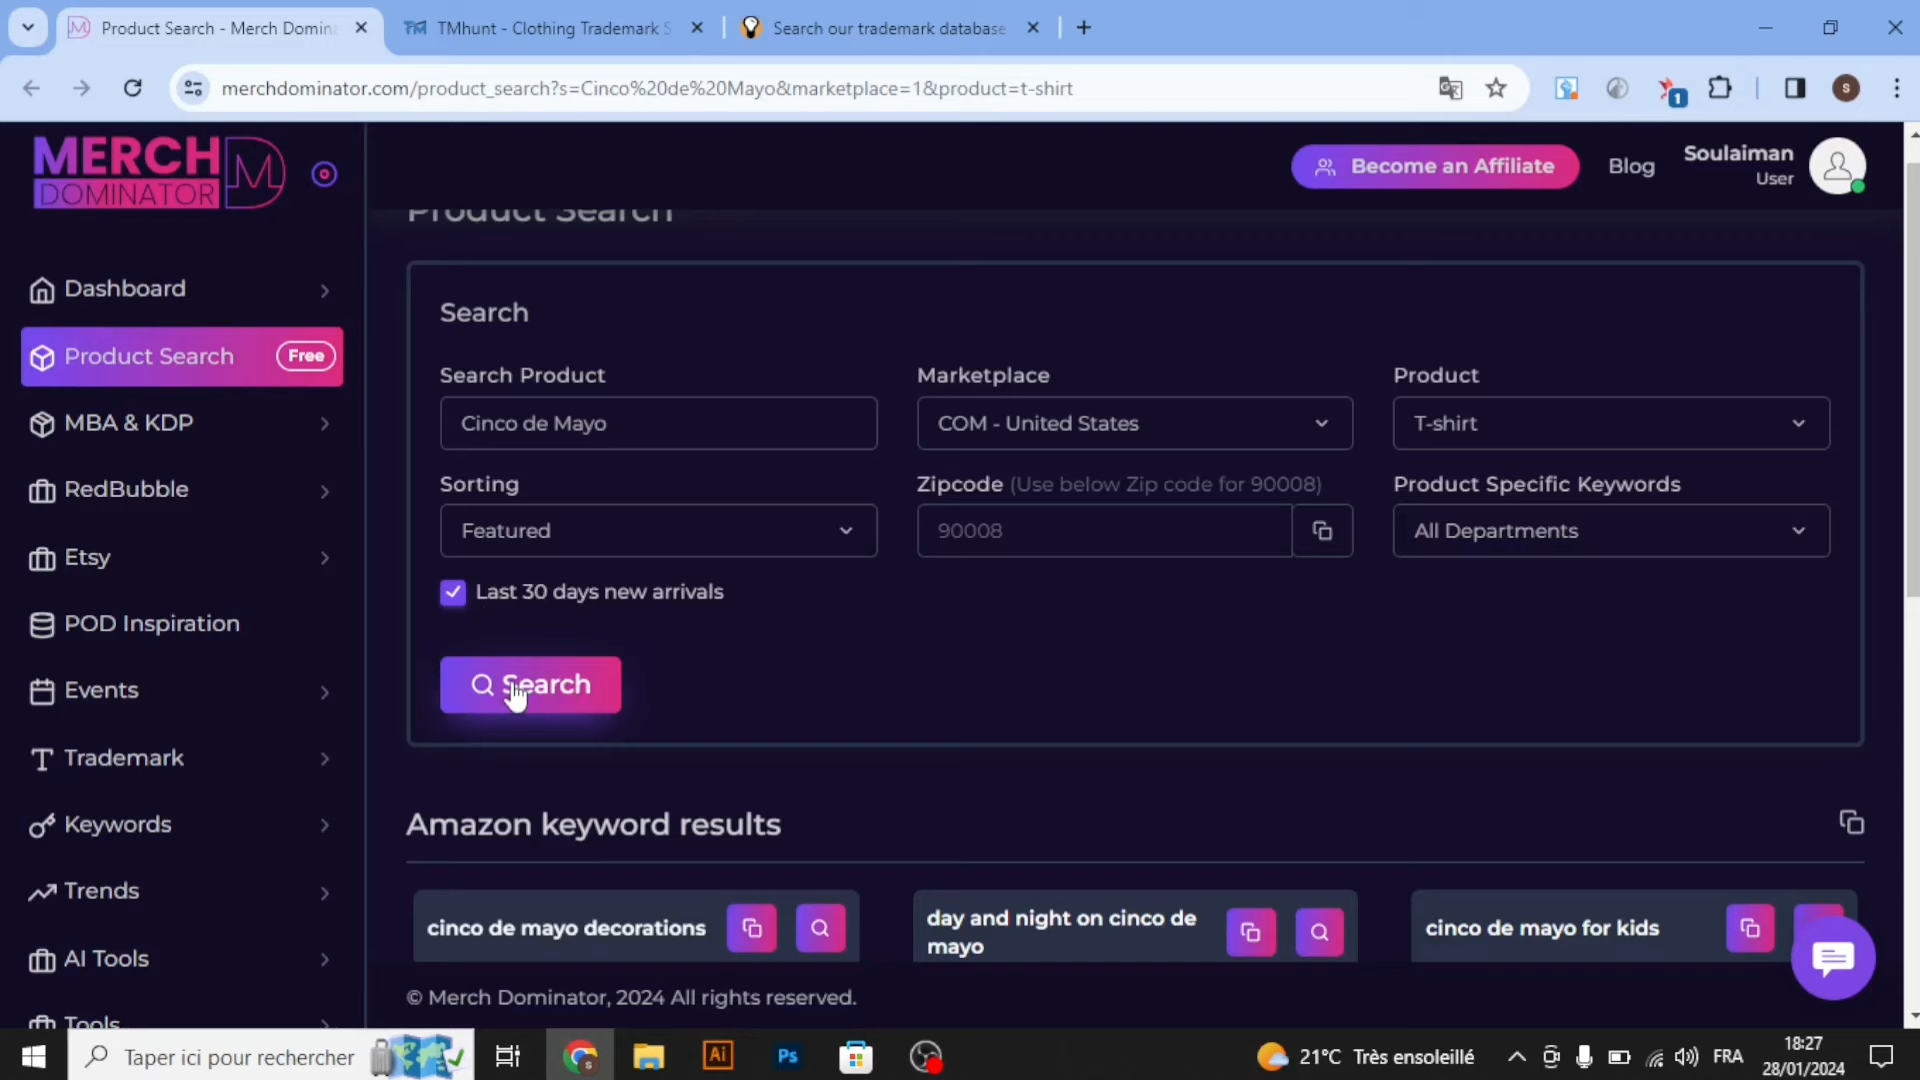 Product Search - Merch Domin
TMhunt - Clothing Trademark S
Search our trademark database
merchdominator.com/product_search?s=Cinco%20de%20Mayo&marketplace=1&product=t-shirt
1
S
MERCH
DOMINATOR
Become an Affiliate
Blog
Soulaiman
User
Product Search
Dashboard
Product Search
Free
MBA & KDP
RedBubble
Etsy
POD Inspiration
Events
Trademark
Keywords
Trends
AI Tools
Tools
Search
Search Product
Marketplace
Product
Cinco de Mayo
COM - United States
T-shirt
Sorting
Zipcode (Use below Zip code for 90008)
Product Specific Keywords
Featured
90008
All Departments
Last 30 days new arrivals
Search
Amazon keyword results
cinco de mayo decorations
day and night on cinco de
mayo
cinco de mayo for kids
© Merch Dominator, 2024 All rights reserved.
Taper ici pour rechercher
Ai
Ps
21°C Très ensoleillé
FRA
18:27
28/01/2024